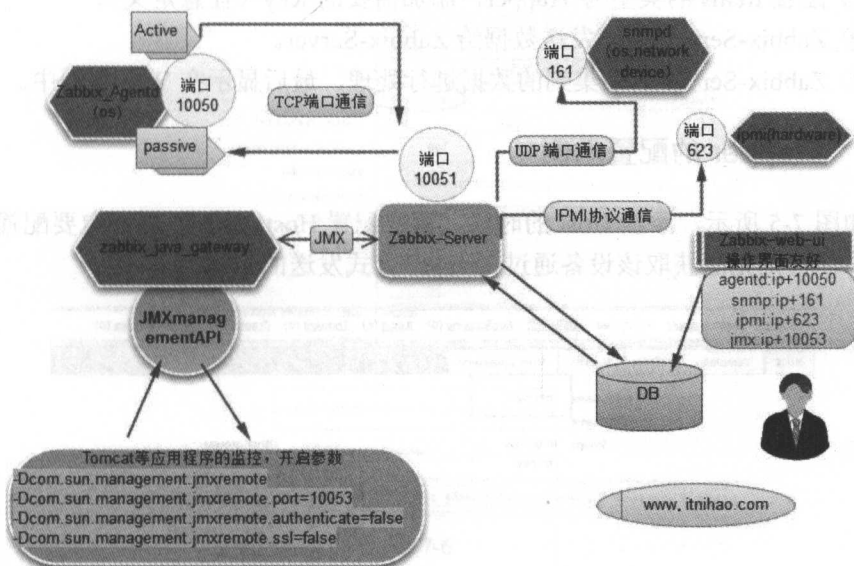 Active
Zabbix_Agentd
(os)
端口
10050
passive
TCP端口通信
端口
10051
端口
161
snmpd
(os,network
device)
UDP 端口通信
端口
623
ipmi(hardware)
IPMI协议通信
zabbix_java_gateway
JMX
Zabbix-Server
JMXmanag
ementAPI
Zabbix-web-ui
操作界面友好
agentd:ip+10050
snmp:ip+161
ipmi:ip+623
jmx:ip+10053
DB
Tomcat等应用程序的监控，开启参数
-Dcom.sun.management.jmxremote
-Dcom.sun.management.jmxremote.port=10053
-Dcom.sun.management.jmxremote.authenticate=false
-Dcom.sun.management.jmxremote.ssl=false
www.itnihao.com